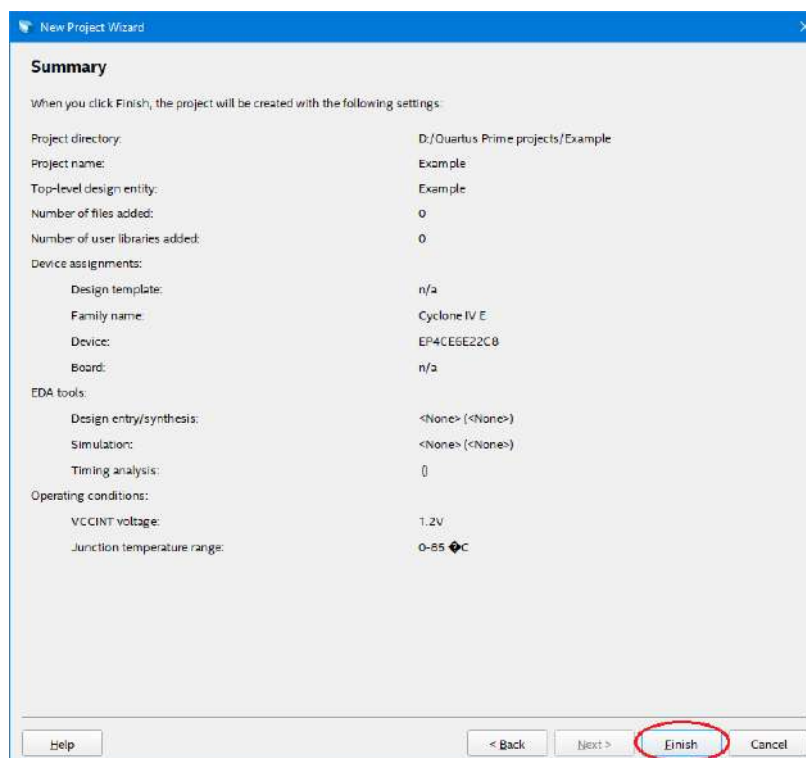 New Project Wizard
Summary
When you click Finish, the project will be created with the following settings:
Project directory: D:/Quartus Prime projects/Example
Project name: Example
Top-level design entity: Example
Number of files added: 0
Number of user libraries added: 0
Device assignments:
Design template: n/a
Family name: Cyclone IV E
Device: EP4CE6E22C8
Board: n/a
EDA tools:
Design entry/synthesis: <None> (<None>)
Simulation: <None> (<None>)
Timing analysis: ()
Operating conditions:
VCCINT voltage: 1.2V
Junction temperature range: 0-85 �C
Help < Back Next > Finish Cancel